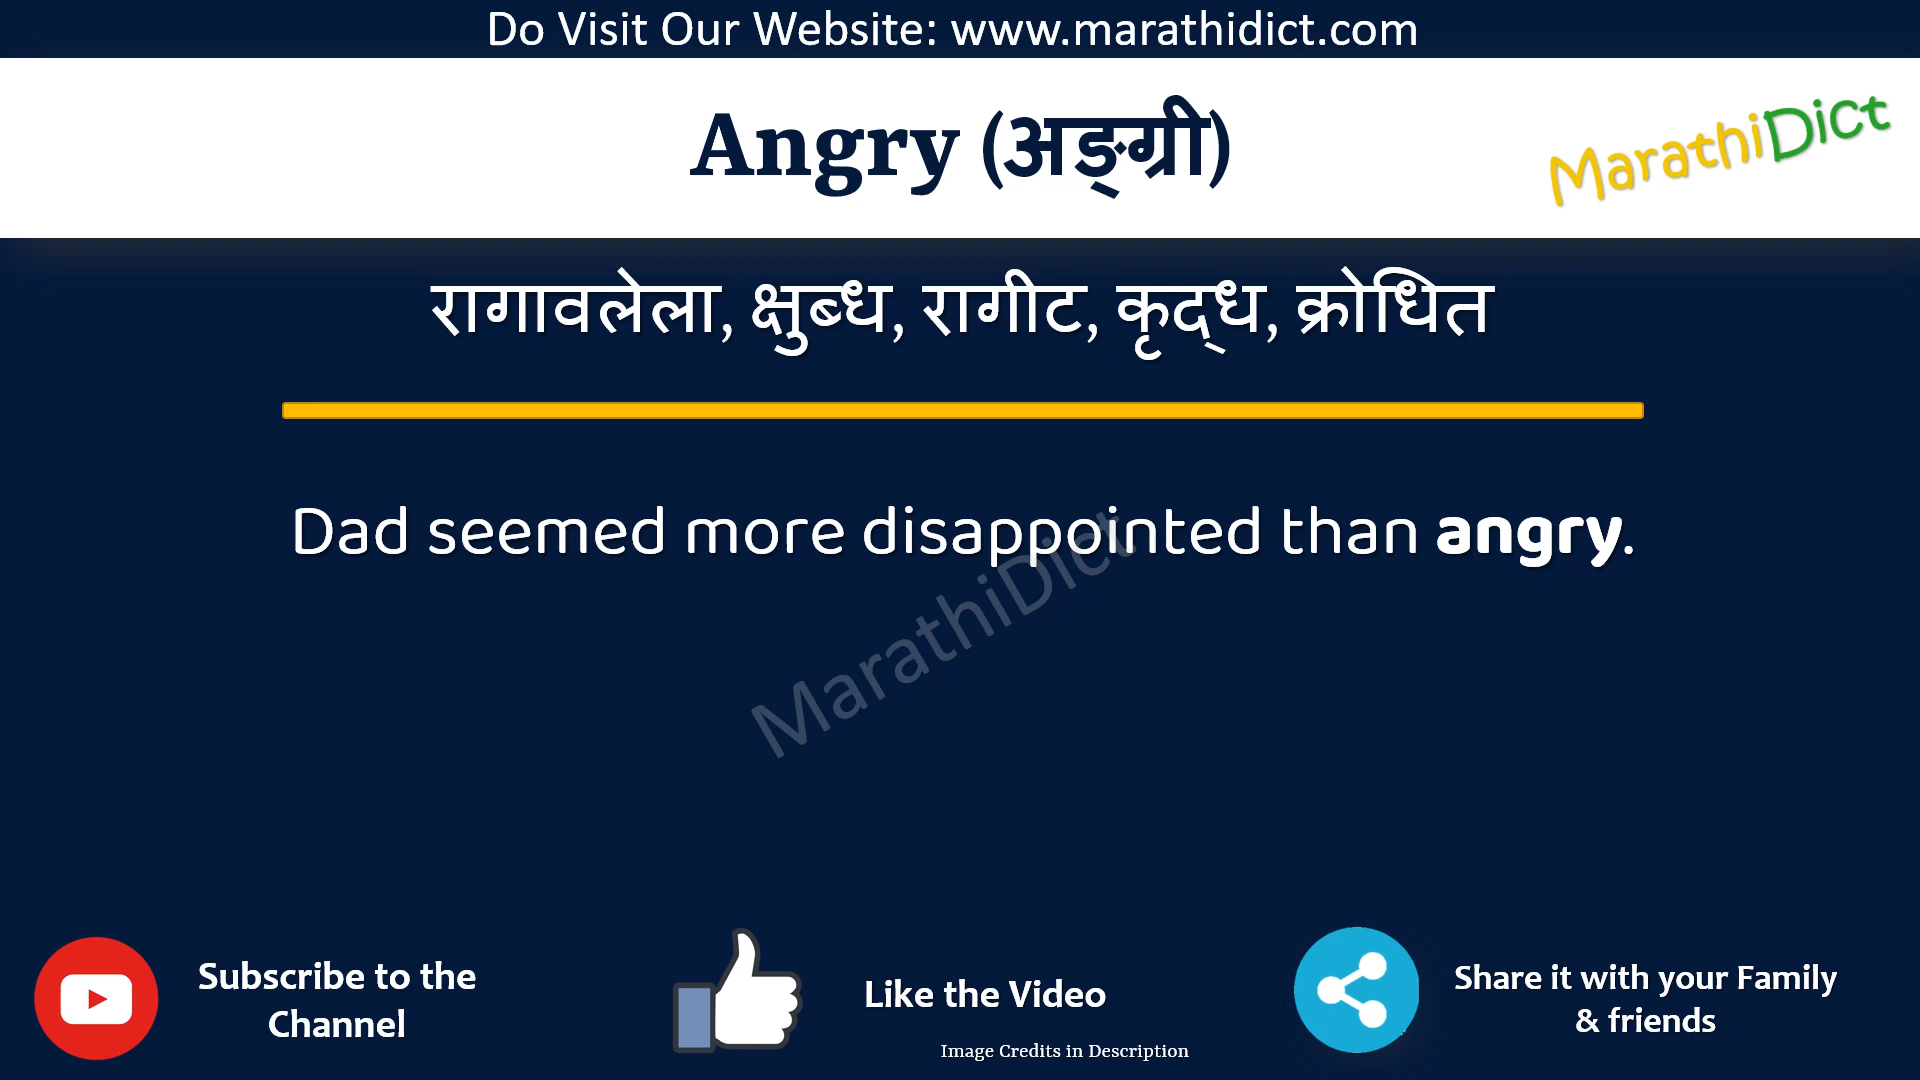 Do Visit Our Website: www.marathidict.com
Angry (अङ्ग्री)
MarathiDict
रागावलेला, क्षुब्ध, रागीट, कृद्ध, क्रोधित
Dad seemed more disappointed than angry.
MarathiDict
Subscribe to the
Channel
Like the Video
Share it with your Family
& friends
Image Credits in Description